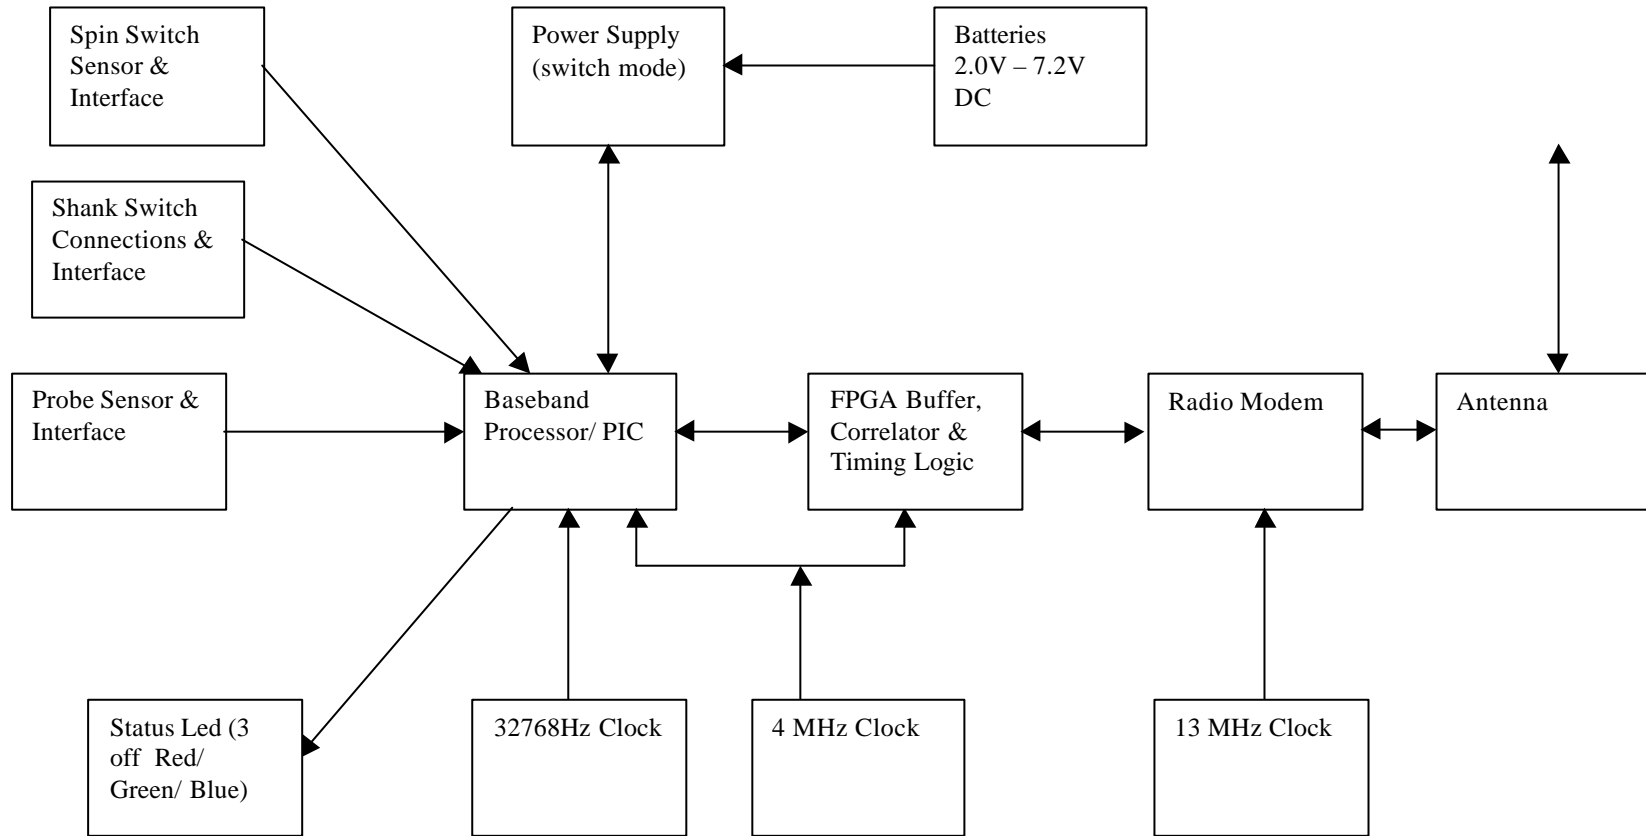 Spin Switch
Sensor &
Interface
Power Supply
(switch mode)
Batteries
2.0V – 7.2V
DC
Shank Switch
Connections &
Interface
Probe Sensor &
Interface
Baseband
Processor/ PIC
FPGA Buffer,
Correlator &
Timing Logic
Radio Modem
Antenna
Status Led (3
off  Red/
Green/ Blue)
32768Hz Clock
4 MHz Clock
13 MHz Clock